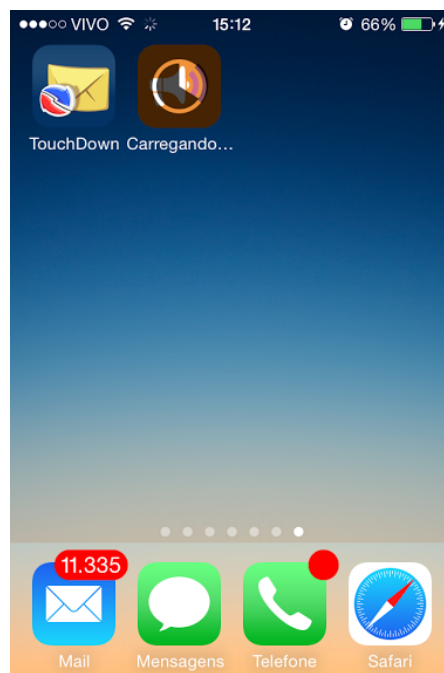 VIVO 15:12 66%
TouchDown Carregando...
11.335
Mail Mensagens Telefone Safari